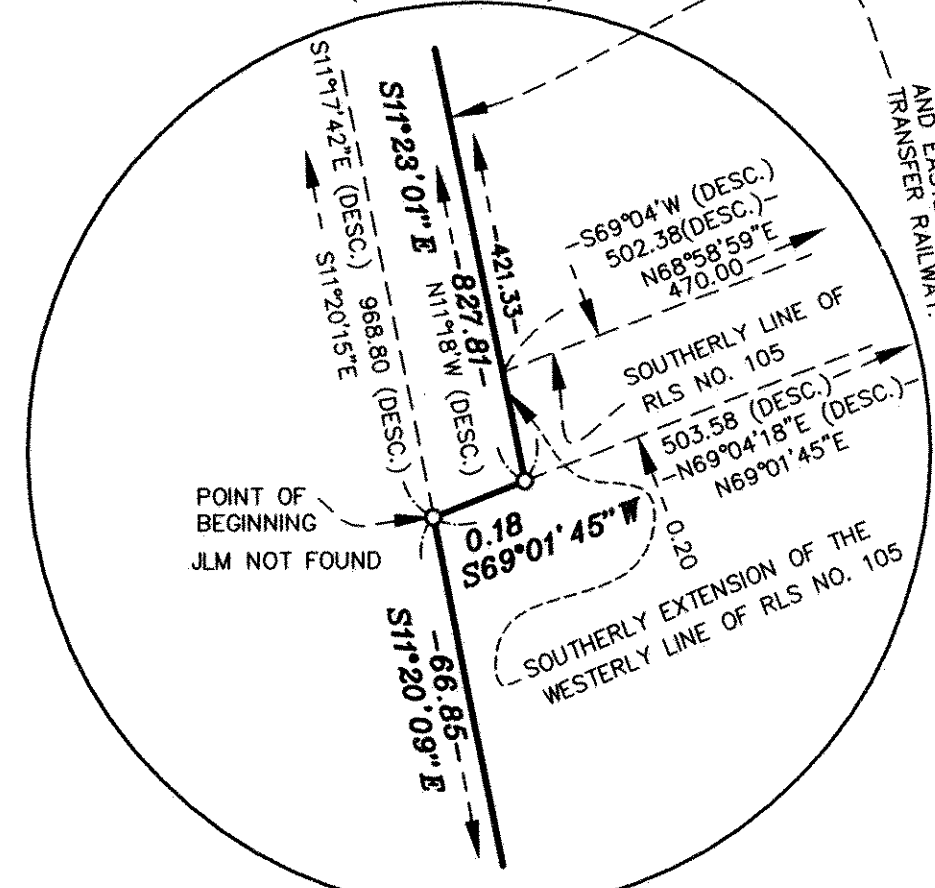 S11°17'42"E (DESC.) 968.80 (DESC.)
S11°20'15"E
S11°23'01" E
-827.81-
N11°18'W (DESC.)
-421.33-
-S69°04'W (DESC.)
502.38(DESC.)-
N68°58'59"E
470.00
AND
TRANSFER RAILWAY.
SOUTHERLY LINE OF
RLS NO. 105
503.58 (DESC.)-
-N69°04'18"E (DESC.)-
N69°01'45"E
POINT OF
BEGINNING
JLM NOT FOUND
0.18
S69°01'45" W
0.20
SOUTHERLY EXTENSION OF THE
WESTERLY LINE OF RLS NO. 105
-66.85-
S11°20'09" E